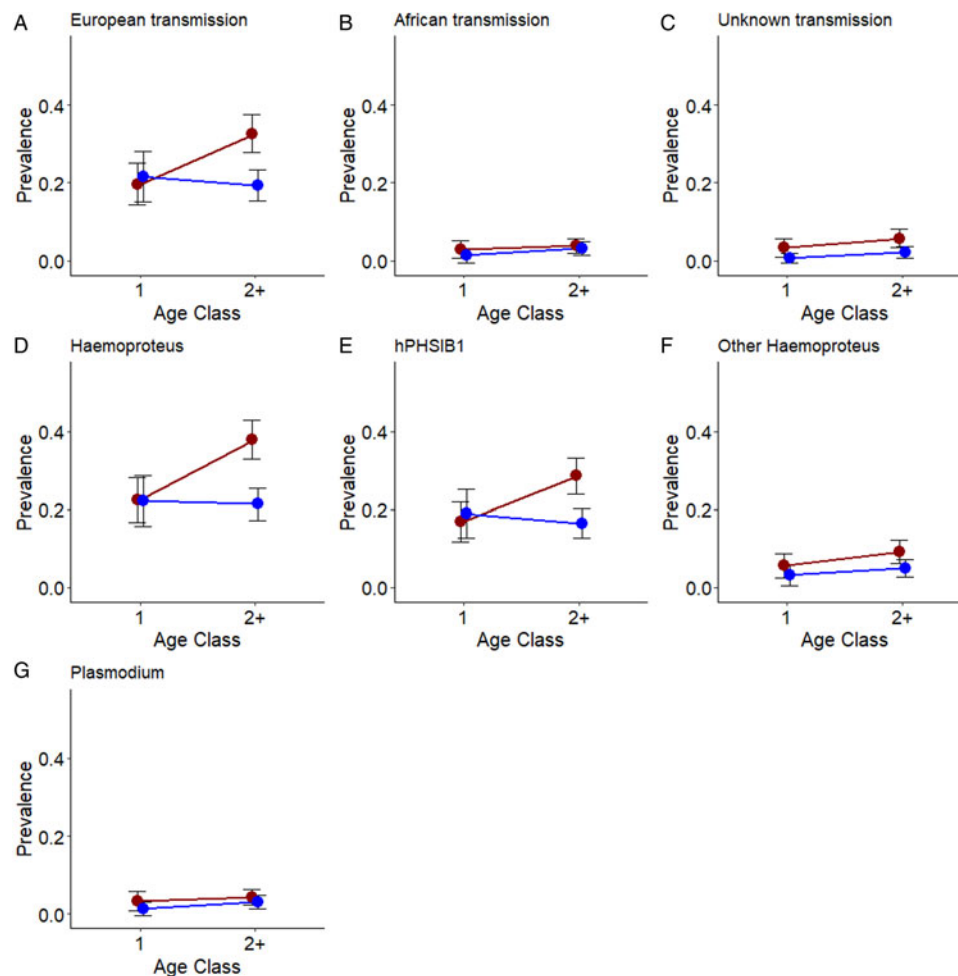 A European transmission
Prevalence
0.4
0.2
0.0
1 2+
Age Class
B African transmission
Prevalence
0.4
0.2
0.0
1 2+
Age Class
C Unknown transmission
Prevalence
0.4
0.2
0.0
1 2+
Age Class
D Haemoproteus
Prevalence
0.4
0.2
0.0
1 2+
Age Class
E hPHSIB1
Prevalence
0.4
0.2
0.0
1 2+
Age Class
F Other Haemoproteus
Prevalence
0.4
0.2
0.0
1 2+
Age Class
G Plasmodium
Prevalence
0.4
0.2
0.0
1 2+
Age Class